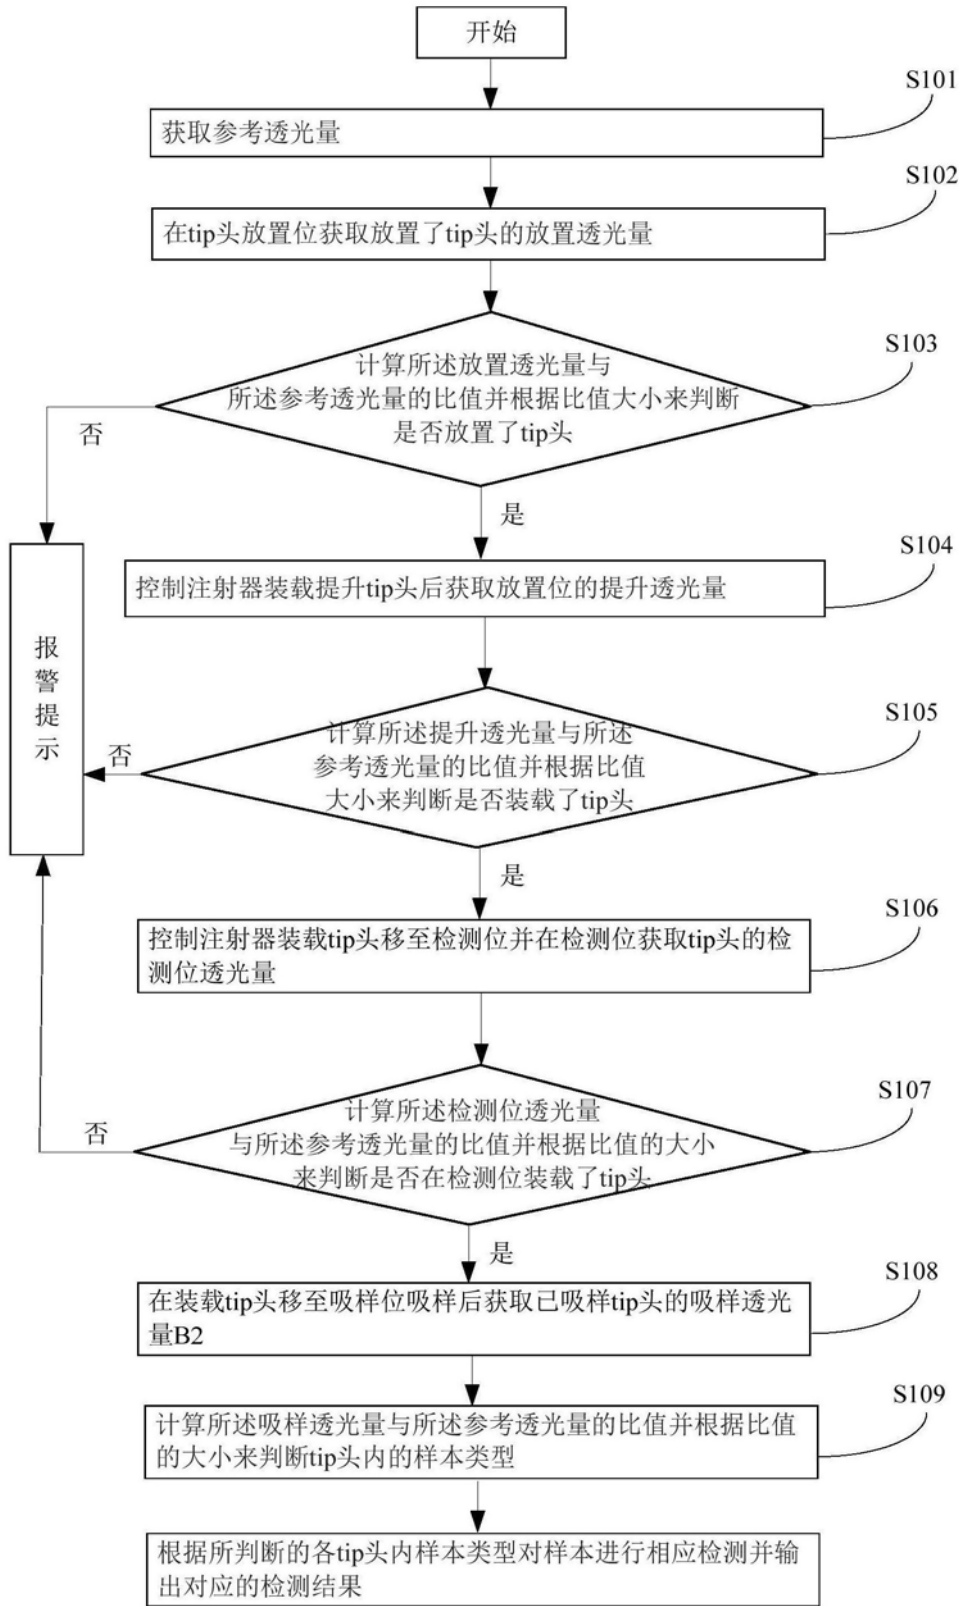 开始
S101
获取参考透光量
S102
在tip头放置位获取放置了tip头的放置透光量
S103
计算所述放置透光量与
所述参考透光量的比值并根据比值大小来判断
是否放置了tip头
否
是
S104
控制注射器装载提升tip头后获取放置位的提升透光量
报
警
提
示
S105
计算所述提升透光量与所述
参考透光量的比值并根据比值
大小来判断是否装载了tip头
否
是
S106
控制注射器装载tip头移至检测位并在检测位获取tip头的检
测位透光量
S107
计算所述检测位透光量
与所述参考透光量的比值并根据比值的大小
来判断是否在检测位装载了tip头
否
是
S108
在装载tip头移至吸样位吸样后获取已吸样tip头的吸样透光
量B2
S109
计算所述吸样透光量与所述参考透光量的比值并根据比值
的大小来判断tip头内的样本类型
根据所判断的各tip头内样本类型对样本进行相应检测并输
出对应的检测结果